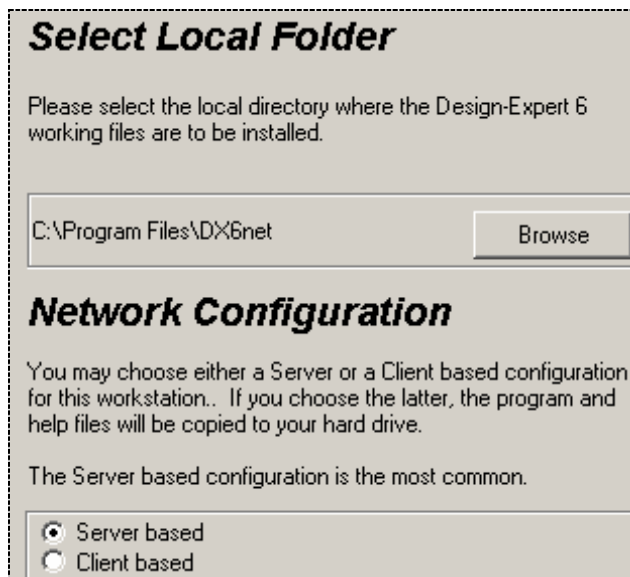 Select Local Folder
Please select the local directory where the Design-Expert 6
working files are to be installed.
C:\Program Files\DX6net
Browse
Network Configuration
You may choose either a Server or a Client based configuration
for this workstation.. If you choose the latter, the program and
help files will be copied to your hard drive.
The Server based configuration is the most common.
Server based
Client based